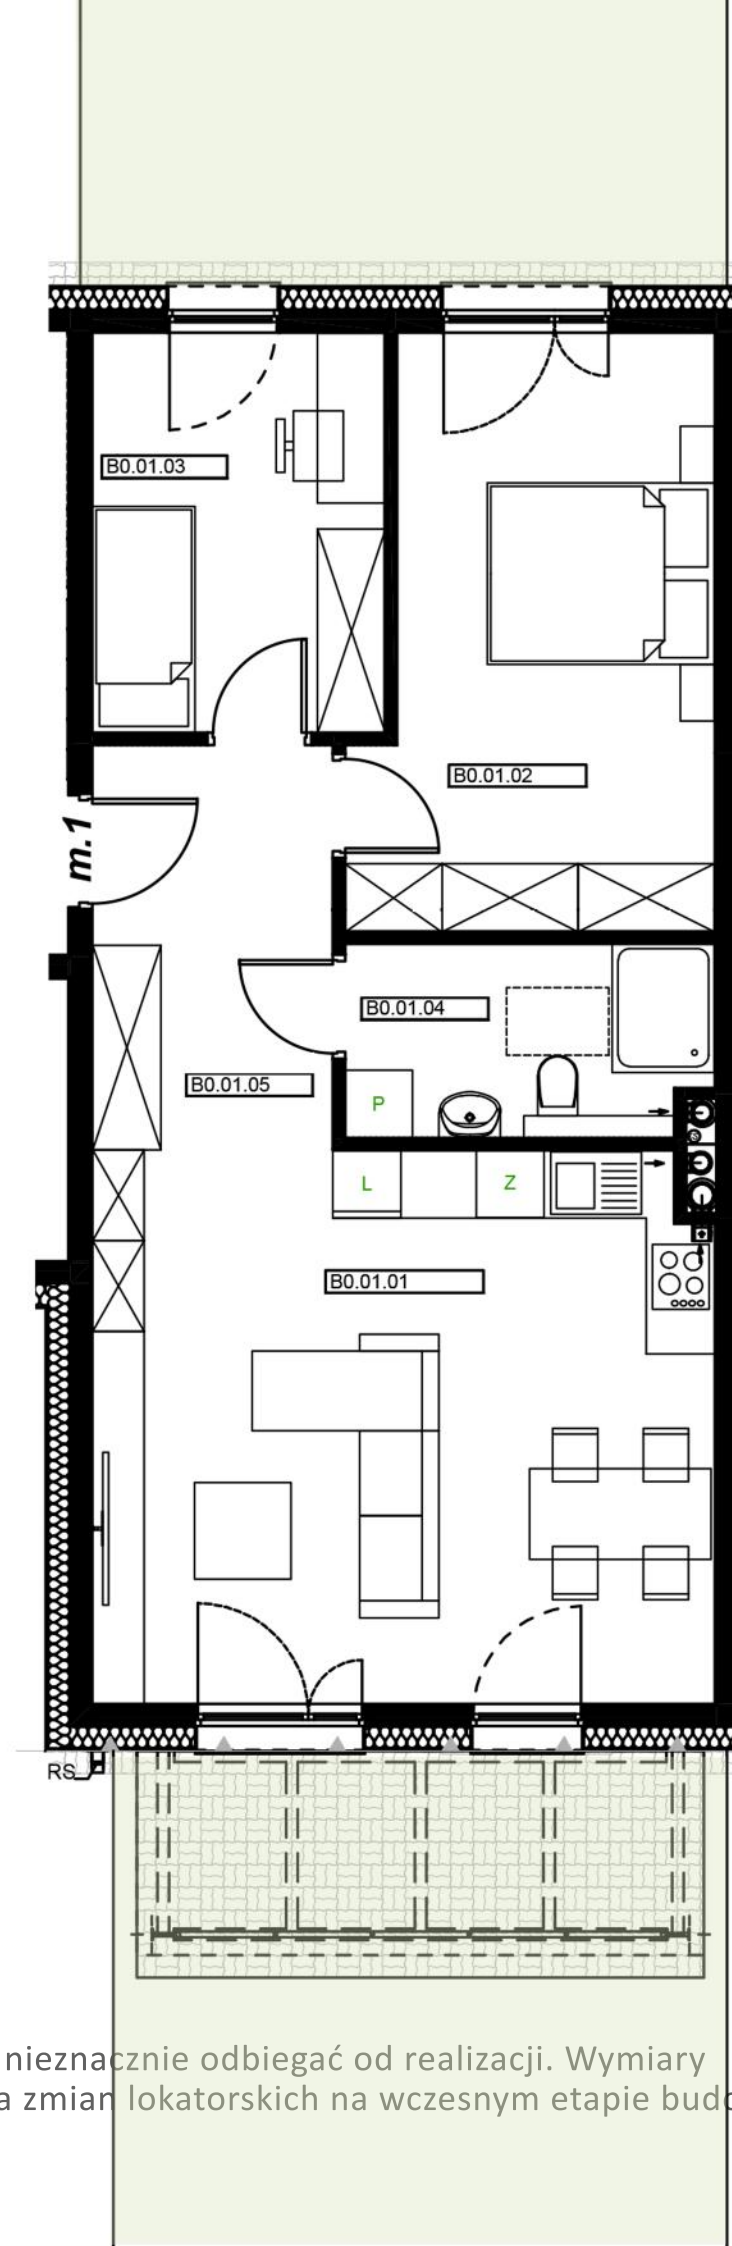 B0.01.03
B0.01.02
m.1
B0.01.04
B0.01.05
P
L
Z
B0.01.01
RS
nieznacznie odbiegać od realizacji. Wymiary
a zmian lokatorskich na wczesnym etapie budo